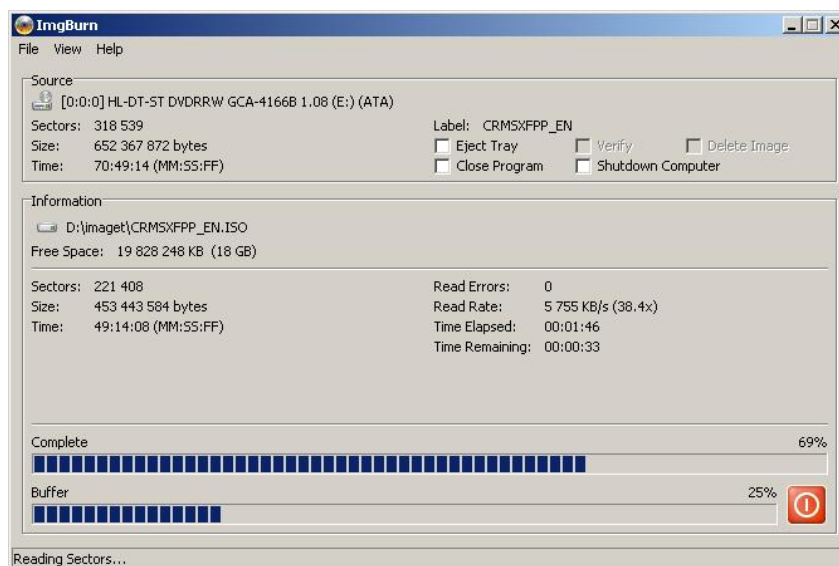 ImgBurn
File View Help
Source
[0:0:0] HL-DT-ST DVDRRW GCA-4166B 1.08 (E:) (ATA)
Sectors: 318 539 Label: CRMSXFPP_EN
Size: 652 367 872 bytes Eject Tray Verify Delete Image
Time: 70:49:14 (MM:SS:FF) Close Program Shutdown Computer
Information
D:\imaget\CRMSXFPP_EN.ISO
Free Space: 19 828 248 KB (18 GB)
Sectors: 221 408 Read Errors: 0
Size: 453 443 584 bytes Read Rate: 5 755 KB/s (38.4x)
Time: 49:14:08 (MM:SS:FF) Time Elapsed: 00:01:46
Time Remaining: 00:00:33
Complete 69%
Buffer 25%
Reading Sectors...